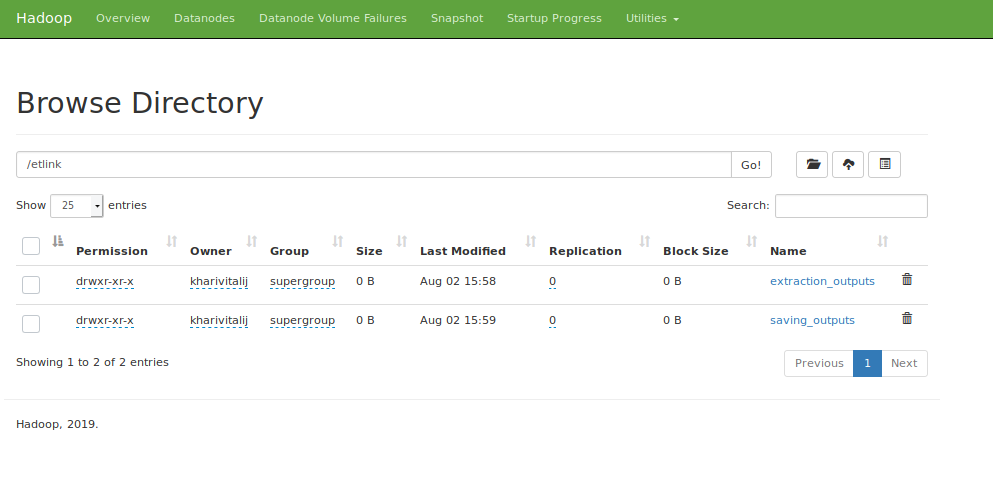 Hadoop Overview Datanodes Datanode Volume Failures Snapshot Startup Progress Utilities
Browse Directory
/etlink Go!
Show 25 entries Search:
Permission Owner Group Size Last Modified Replication Block Size Name
drwxr-xr-x kharivitalij supergroup 0 B Aug 02 15:58 0 0 B extraction_outputs
drwxr-xr-x kharivitalij supergroup 0 B Aug 02 15:59 0 0 B saving_outputs
Showing 1 to 2 of 2 entries Previous 1 Next
Hadoop, 2019.